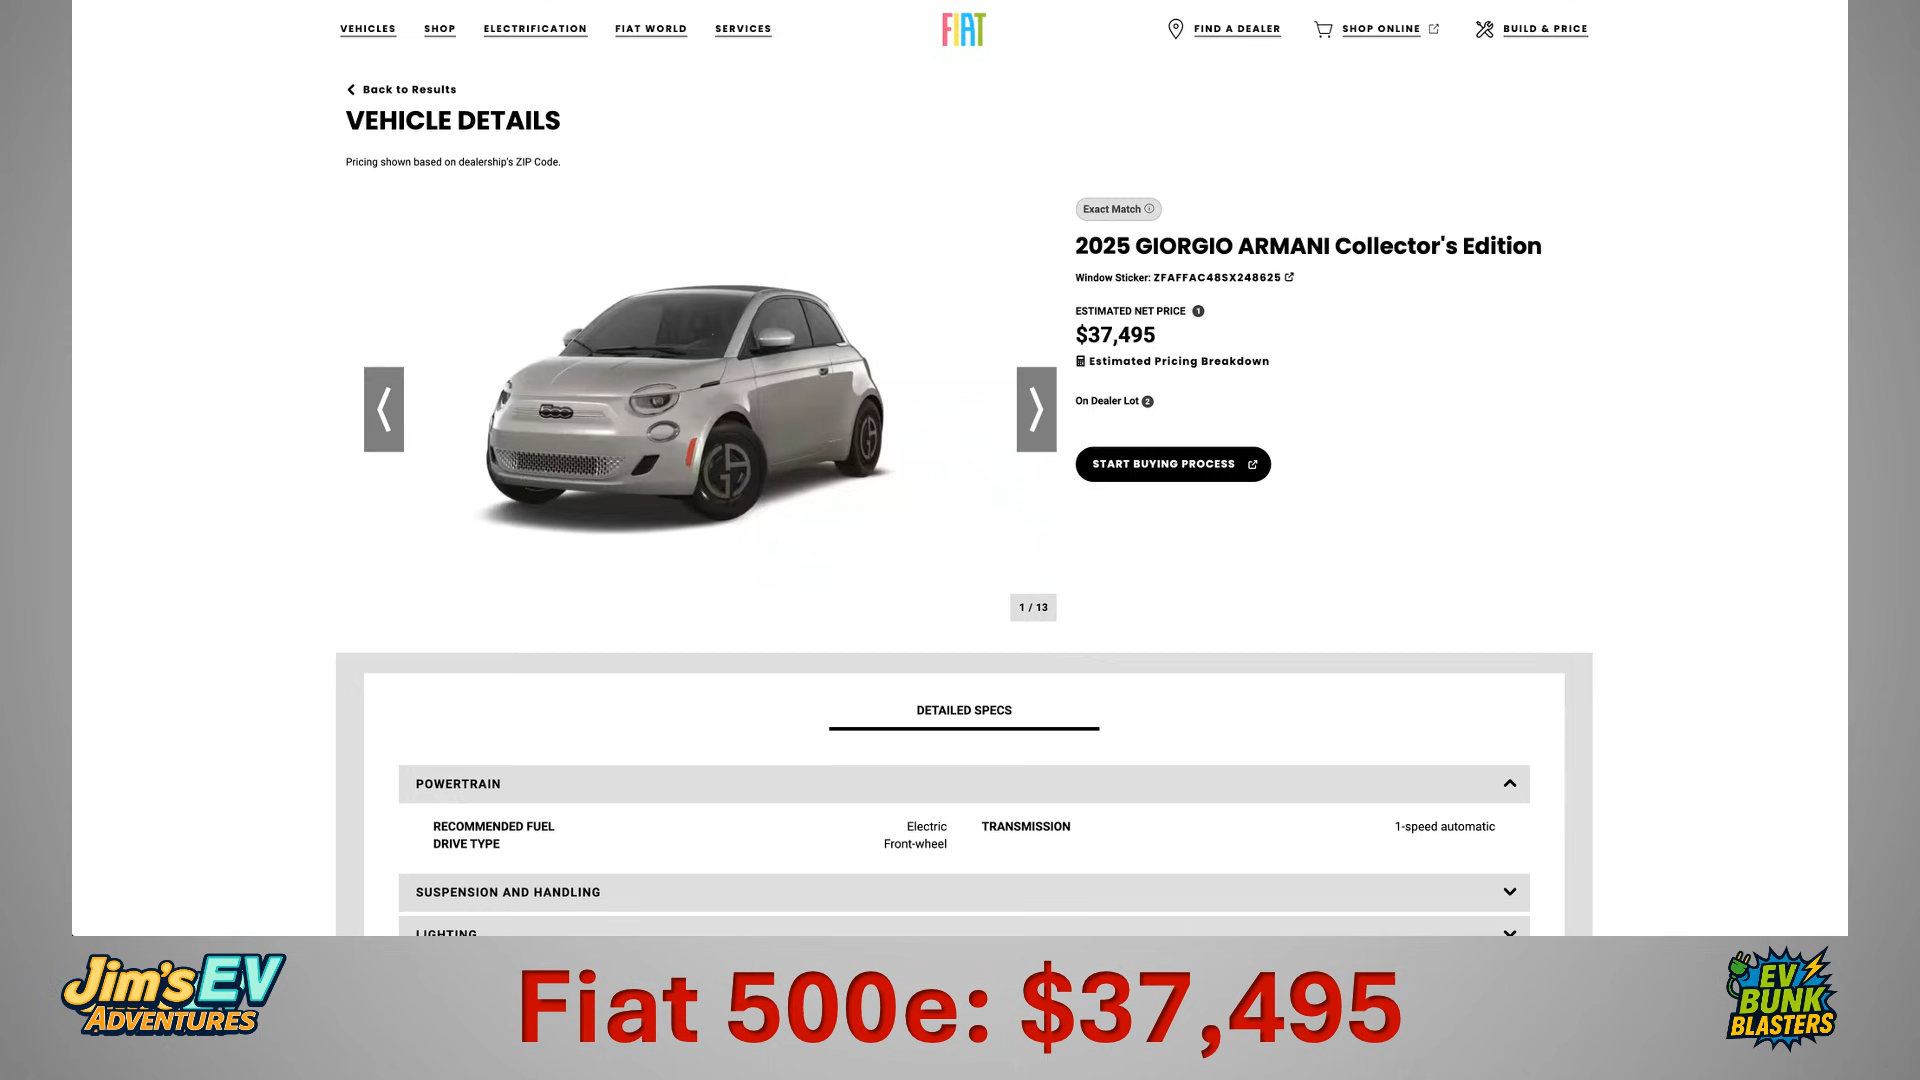 VEHICLES SHOP ELECTRIFICATION FIAT WORLD SERVICES FIAT FIND A DEALER SHOP ONLINE BUILD & PRICE
Back to Results
VEHICLE DETAILS
Pricing shown based on dealership's ZIP Code.
Exact Match
2025 GIORGIO ARMANI Collector's Edition
Window Sticker: ZFAFFAC48SX248625
ESTIMATED NET PRICE 1
$37,495
Estimated Pricing Breakdown
On Dealer Lot 2
START BUYING PROCESS
500
GA
1 / 13
DETAILED SPECS
POWERTRAIN
RECOMMENDED FUEL Electric TRANSMISSION 1-speed automatic
DRIVE TYPE Front-wheel
SUSPENSION AND HANDLING
LIGHTING
Jim's EV
ADVENTURES
Fiat 500e: $37,495
EV
BUNK
BLASTERS